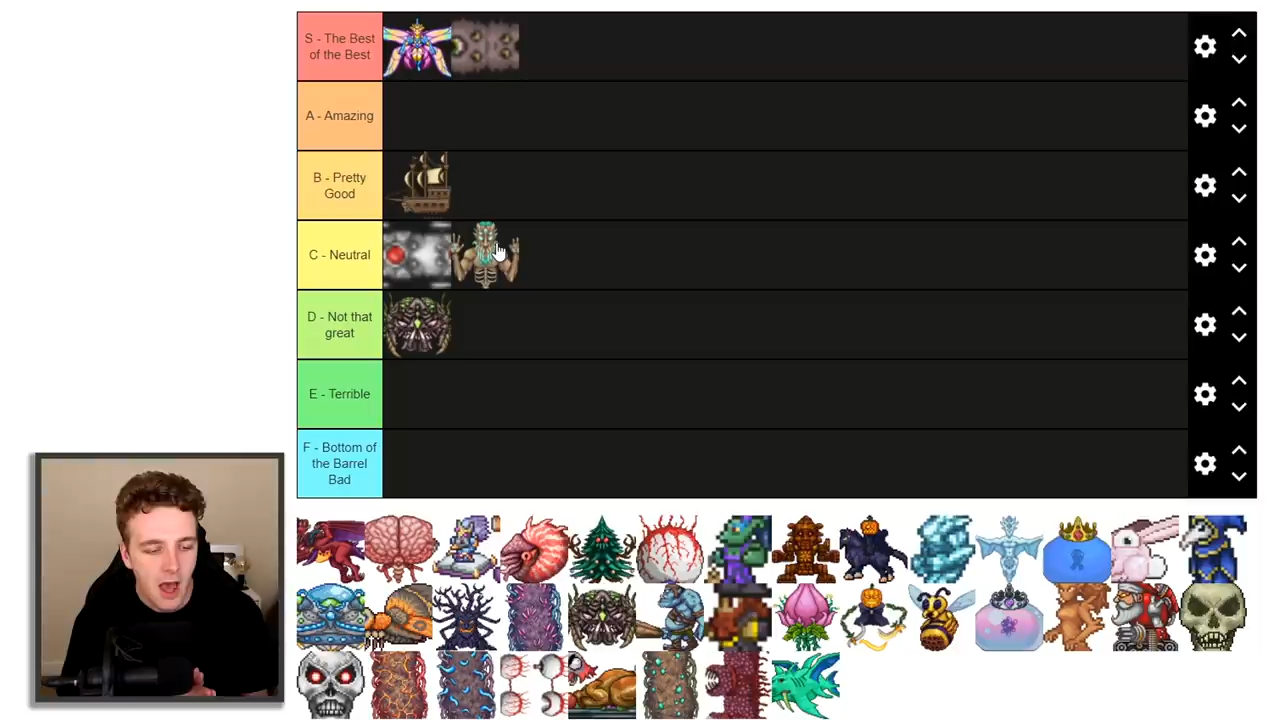 S - The Best
of the Best
A - Amazing
B - Pretty
Good
C - Neutral
D - Not that
great
E - Terrible
F - Bottom of
the Barrel
Bad